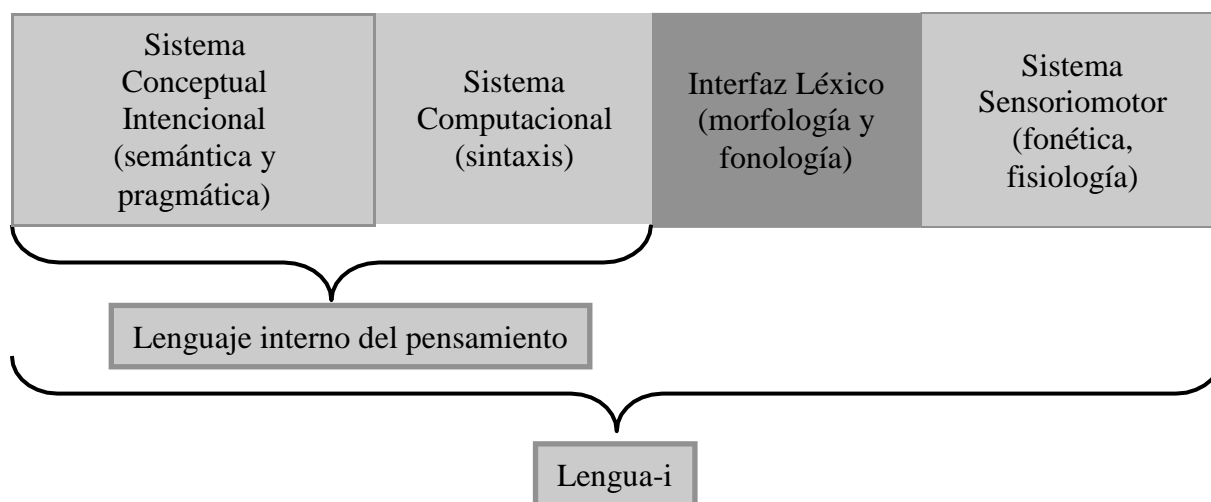 Sistema
Conceptual
Intencional
(semántica y
pragmática)
Sistema
Computacional
(sintaxis)
Interfaz Léxico
(morfología y
fonología)
Sistema
Sensoriomotor
(fonética,
fisiología)
Lenguaje interno del pensamiento
Lengua-i